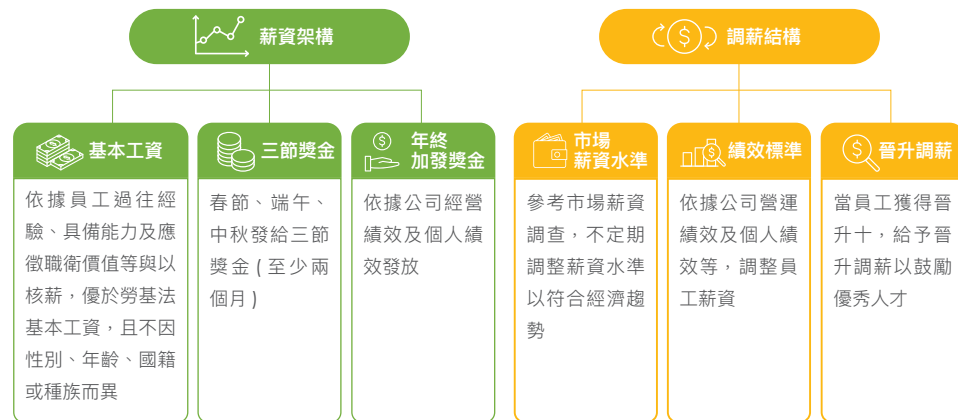 薪資架構
基本工資
依據員工過往經
驗、具備能力及應
徵職衛價值等與以
核薪，優於勞基法
基本工資，且不因
性別、年齡、國籍
或種族而異
三節獎金
春節、端午、
中秋發給三節
獎金 ( 至少兩
個月 )
年終
加發獎金
依據公司經營
績效及個人績
效發放
調薪結構
市場
薪資水準
參考市場薪資
調查，不定期
調整薪資水準
以符合經濟趨
勢
績效標準
依據公司營運
績效及個人績
效等，調整員
工薪資
晉升調薪
當員工獲得晉
升十，給予晉
升調薪以鼓勵
優秀人才